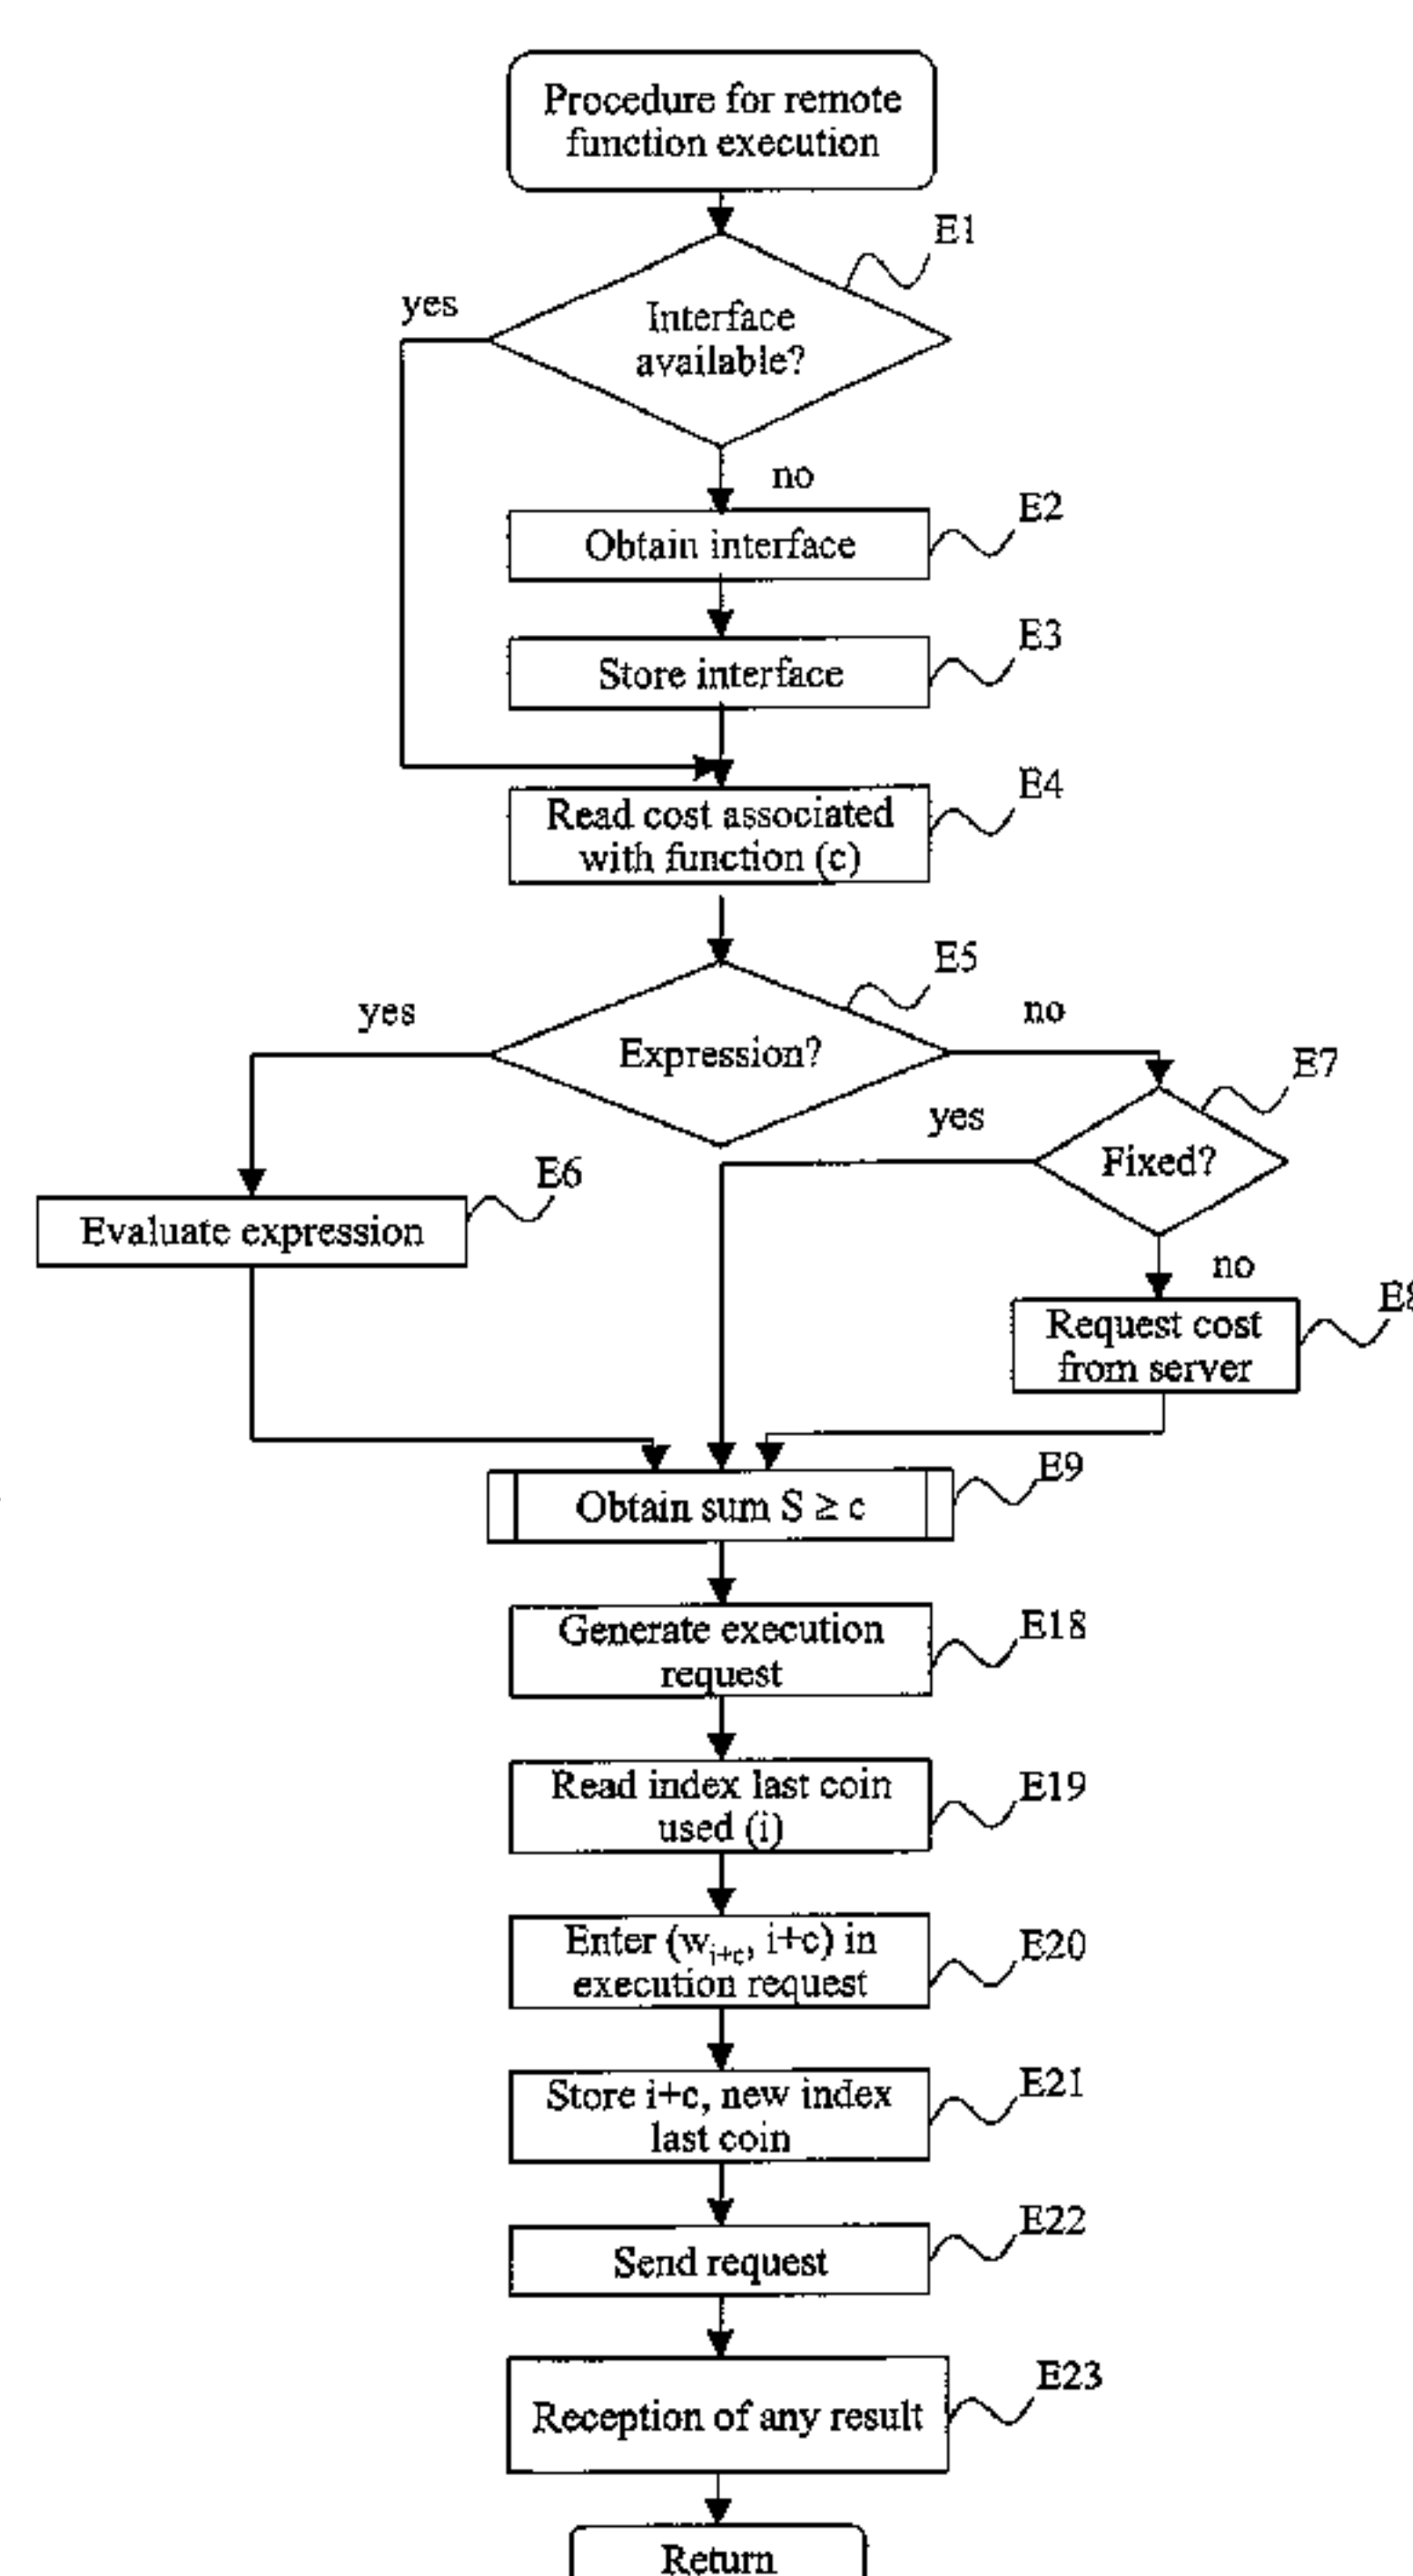 Procedure for remote
function execution
E1
yes
Interface
available?
no
E2
Obtain interface
E3
Store interface
E4
Read cost associated
with function (c)
E5
yes
no
Expression?
E7
yes
Fixed?
E6
Evaluate expression
no
E8
Request cost
from server
E9
Obtain sum S ≥ c
E18
Generate execution
request
E19
Read index last coin
used (i)
E20
Enter (w_{i+c}, i+c) in
execution request
E21
Store i+c, new index
last coin
E22
Send request
E23
Reception of any result
Return